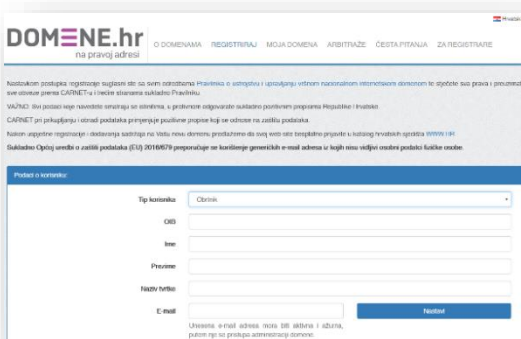 Hrvatski
DOMENE.hr
na pravoj adresi
O DOMENAMA REGISTRIRAJ MOJA DOMENA ARBITRAŽE ČESTA PITANJA ZA REGISTRARE
Nastavkom postupka registracije suglasni ste sa svim odredbama Pravilnika o ustrojstvu i upravljanju vršnom nacionalnom internetskom domenom te stječete sva prava i preuzimate
sve obveze prema CARNET-u i trećim stranama sukladno Pravilniku.
VAŽNO: Svi podaci koje navedete smatraju se istinitima, u protivnom odgovarate sukladno pozitivnim propisima Republike Hrvatske.
CARNET pri prikupljanju i obradi podataka primjenjuje pozitivne propise koji se odnose na zaštitu podataka.
Nakon uspješne registracije i dodavanja sadržaja na Vašu novu domenu predlažemo da svoj web site besplatno prijavite u katalog hrvatskih sjedišta WWW.HR
Sukladno Općoj uredbi o zaštiti podataka (EU) 2016/679 preporučuje se korištenje generičkih e-mail adresa iz kojih nisu vidljivi osobni podatci fizičke osobe.
Podaci o korisniku:
Tip korisnika Obrtnik
OIB
Ime
Prezime
Naziv tvrtke
E-mail Nastavi
Unesena e-mail adresa mora biti aktivna i ažurna,
putem nje se pristupa administraciji domene.